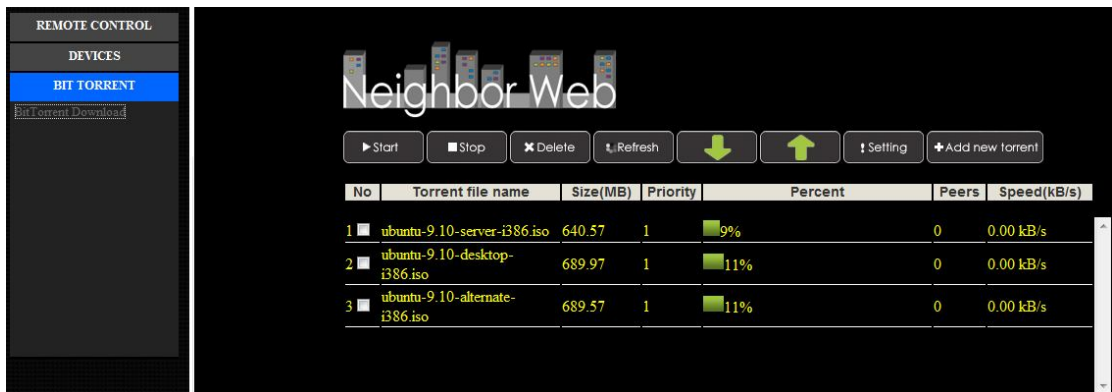 REMOTE CONTROL
DEVICES
BIT TORRENT
BitTorrent Download
Neighbor Web
Start Stop Delete Refresh Setting Add new torrent
No Torrent file name Size(MB) Priority Percent Peers Speed(kB/s)
1 ubuntu-9.10-server-i386.iso 640.57 1 9% 0 0.00 kB/s
2 ubuntu-9.10-desktop-
i386.iso 689.97 1 11% 0 0.00 kB/s
3 ubuntu-9.10-alternate-
i386.iso 689.57 1 11% 0 0.00 kB/s